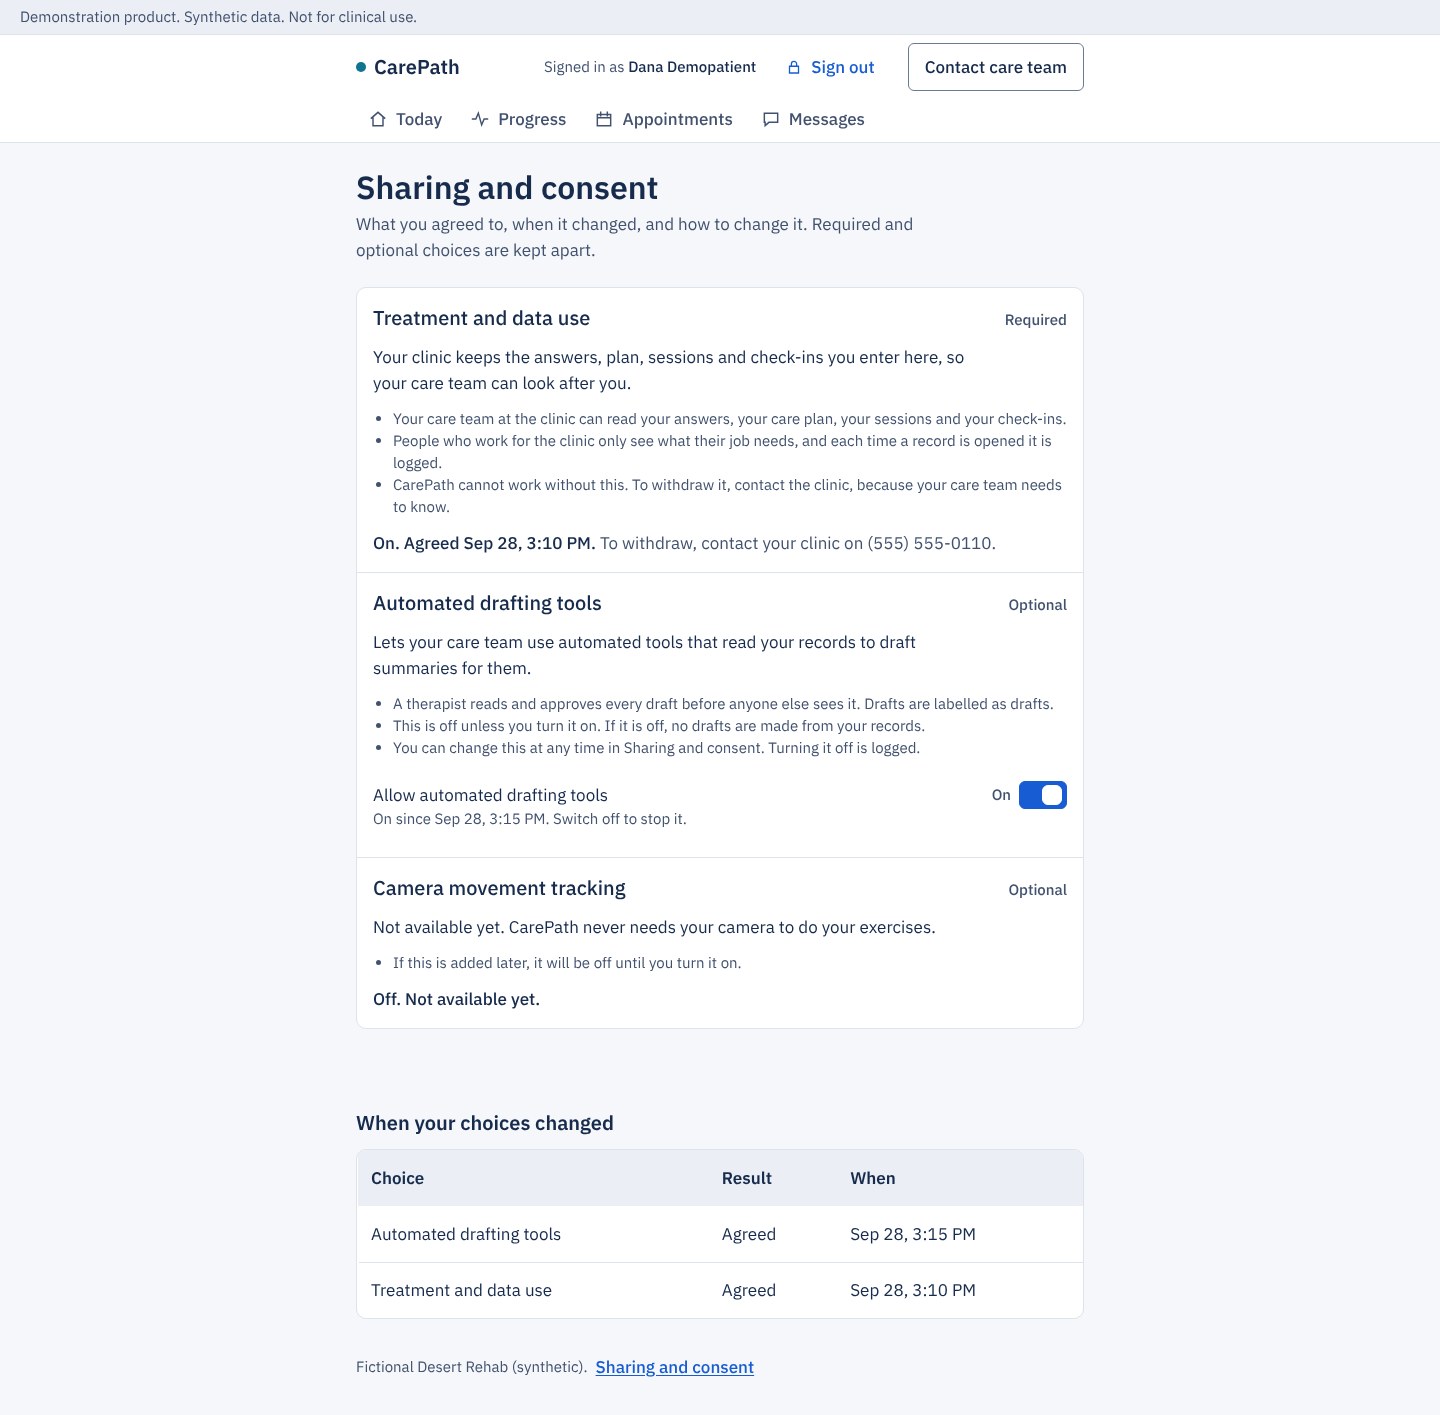 Demonstration product. Synthetic data. Not for clinical use.
CarePath
Signed in as Dana Demopatient
Sign out
Contact care team
Today
Progress
Appointments
Messages
Sharing and consent
What you agreed to, when it changed, and how to change it. Required and
optional choices are kept apart.
Treatment and data use
Required
Your clinic keeps the answers, plan, sessions and check-ins you enter here, so
your care team can look after you.
• Your care team at the clinic can read your answers, your care plan, your sessions and your check-ins.
• People who work for the clinic only see what their job needs, and each time a record is opened it is
logged.
• CarePath cannot work without this. To withdraw it, contact the clinic, because your care team needs
to know.
On. Agreed Sep 28, 3:10 PM. To withdraw, contact your clinic on (555) 555-0110.
Automated drafting tools
Optional
Lets your care team use automated tools that read your records to draft
summaries for them.
• A therapist reads and approves every draft before anyone else sees it. Drafts are labelled as drafts.
• This is off unless you turn it on. If it is off, no drafts are made from your records.
• You can change this at any time in Sharing and consent. Turning it off is logged.
Allow automated drafting tools
On
On since Sep 28, 3:15 PM. Switch off to stop it.
Camera movement tracking
Optional
Not available yet. CarePath never needs your camera to do your exercises.
• If this is added later, it will be off until you turn it on.
Off. Not available yet.
When your choices changed
Choice Result When
Automated drafting tools Agreed Sep 28, 3:15 PM
Treatment and data use Agreed Sep 28, 3:10 PM
Fictional Desert Rehab (synthetic). Sharing and consent